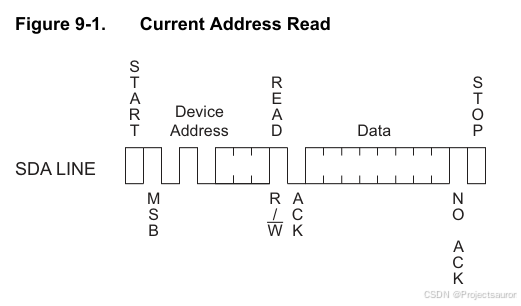 Figure 9-1. Current Address Read
START
Device
Address
READ
Data
STOP
SDA LINE
MSB
R/W
ACK
NO ACK
CSDN @Projectsauron